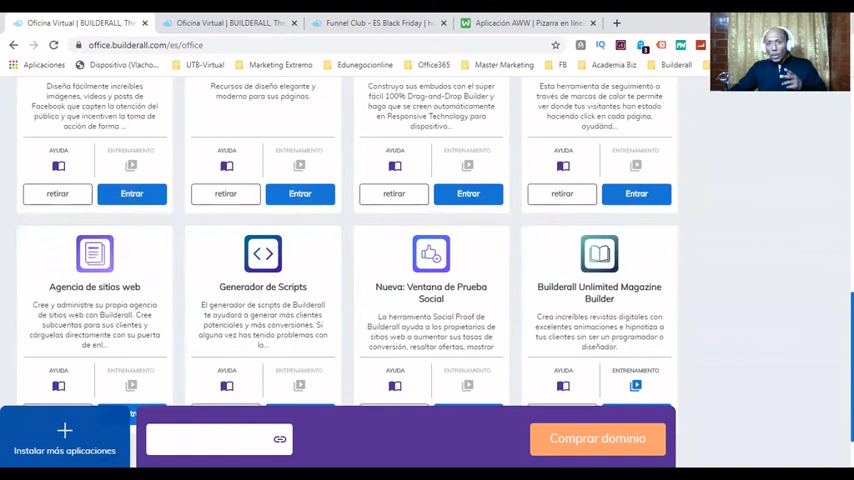 Oficina Virtual | BUILDERALL, The
Oficina Virtual | BUILDERALL, The
Funnel Club - ES Black Friday | h
Aplicación AWW | Pizarra en línea
office.builderall.com/es/office
Aplicaciones
Dispositivo (Vlacho...
UTB-Virtual
Marketing Extremo
Edunegocionline
Office365
Master Marketing
FB
Academia Biz
Builderall
Diseña fácilmente increíbles
imágenes, videos y posts de
Facebook que capten la atención del
público y que incentiven la toma de
acción de forma ...
AYUDA
ENTRENAMIENTO
retirar
Entrar
Recursos de diseño elegante y
moderno para sus páginas.
AYUDA
ENTRENAMIENTO
retirar
Entrar
Construya sus embudos con el súper
fácil 100% Drag-and-Drop Builder y
haga que se creen automáticamente
en Responsive Technology para
dispositivo...
AYUDA
ENTRENAMIENTO
retirar
Entrar
Esta herramienta de seguimiento a
través de marcas de calor te permite
ver donde tus visitantes han estado
haciendo click en cada página,
ayudánd...
AYUDA
ENTRENAMIENTO
retirar
Entrar
Agencia de sitios web
Cree y administre su propia agencia
de sitios web con Builderall. Cree
subcuentas para sus clientes y
cárguelas directamente con su puerta
de enl...
AYUDA
ENTRENAMIENTO
Generador de Scripts
El generador de scripts de Builderall
te ayudará a generar más clientes
potenciales y más conversiones. Si
alguna vez has tenido problemas con
la...
AYUDA
ENTRENAMIENTO
Nueva: Ventana de Prueba
Social
La herramienta Social Proof de
Builderall ayuda a los propietarios de
sitios web a aumentar sus tasas de
conversión, resaltar ofertas, mostrar
AYUDA
ENTRENAMIENTO
Builderall Unlimited Magazine
Builder
Crea increíbles revistas digitales con
excelentes animaciones e hipnotiza a
tus clientes sin ser un programador o
diseñador.
AYUDA
ENTRENAMIENTO
Instalar más aplicaciones
Comprar dominio